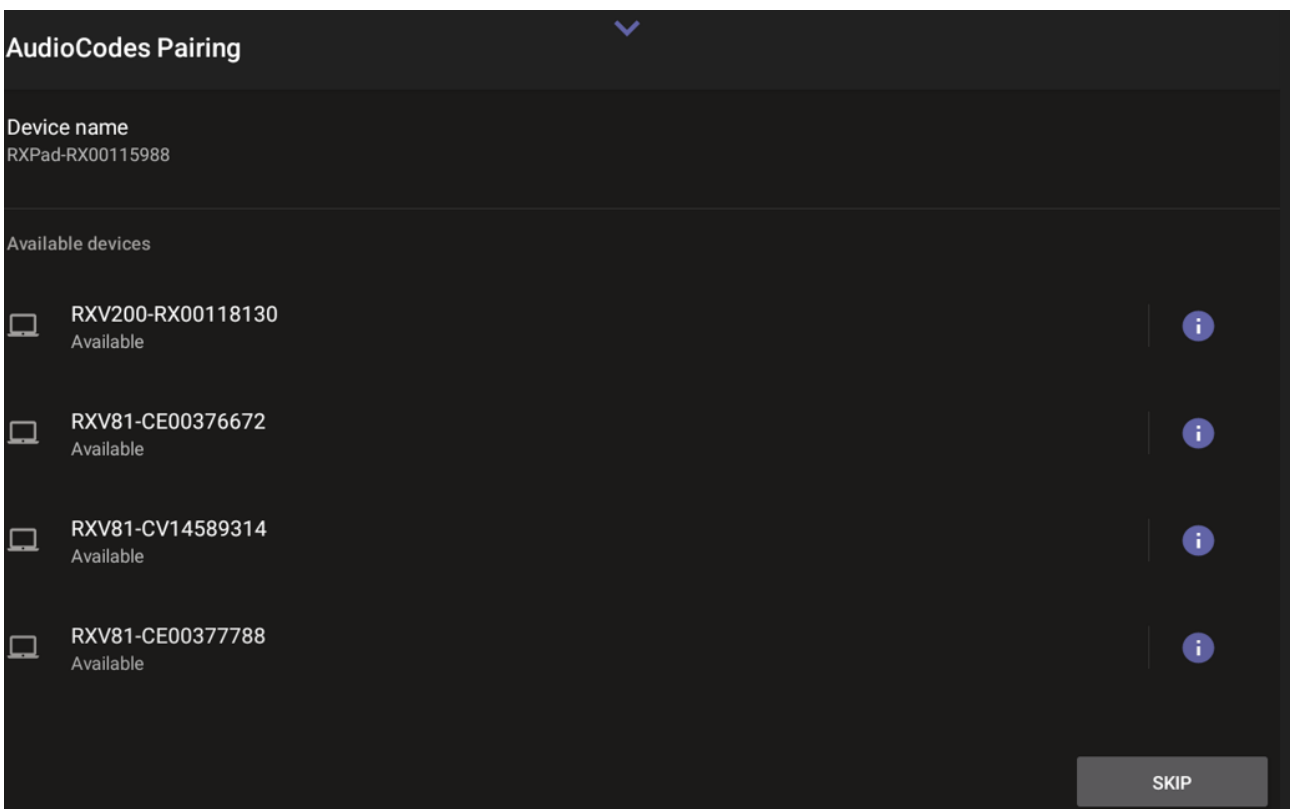 AudioCodes Pairing
Device name
RXPad-RX00115988
Available devices
RXV200-RX00118130
Available
RXV81-CE00376672
Available
RXV81-CV14589314
Available
RXV81-CE00377788
Available
SKIP